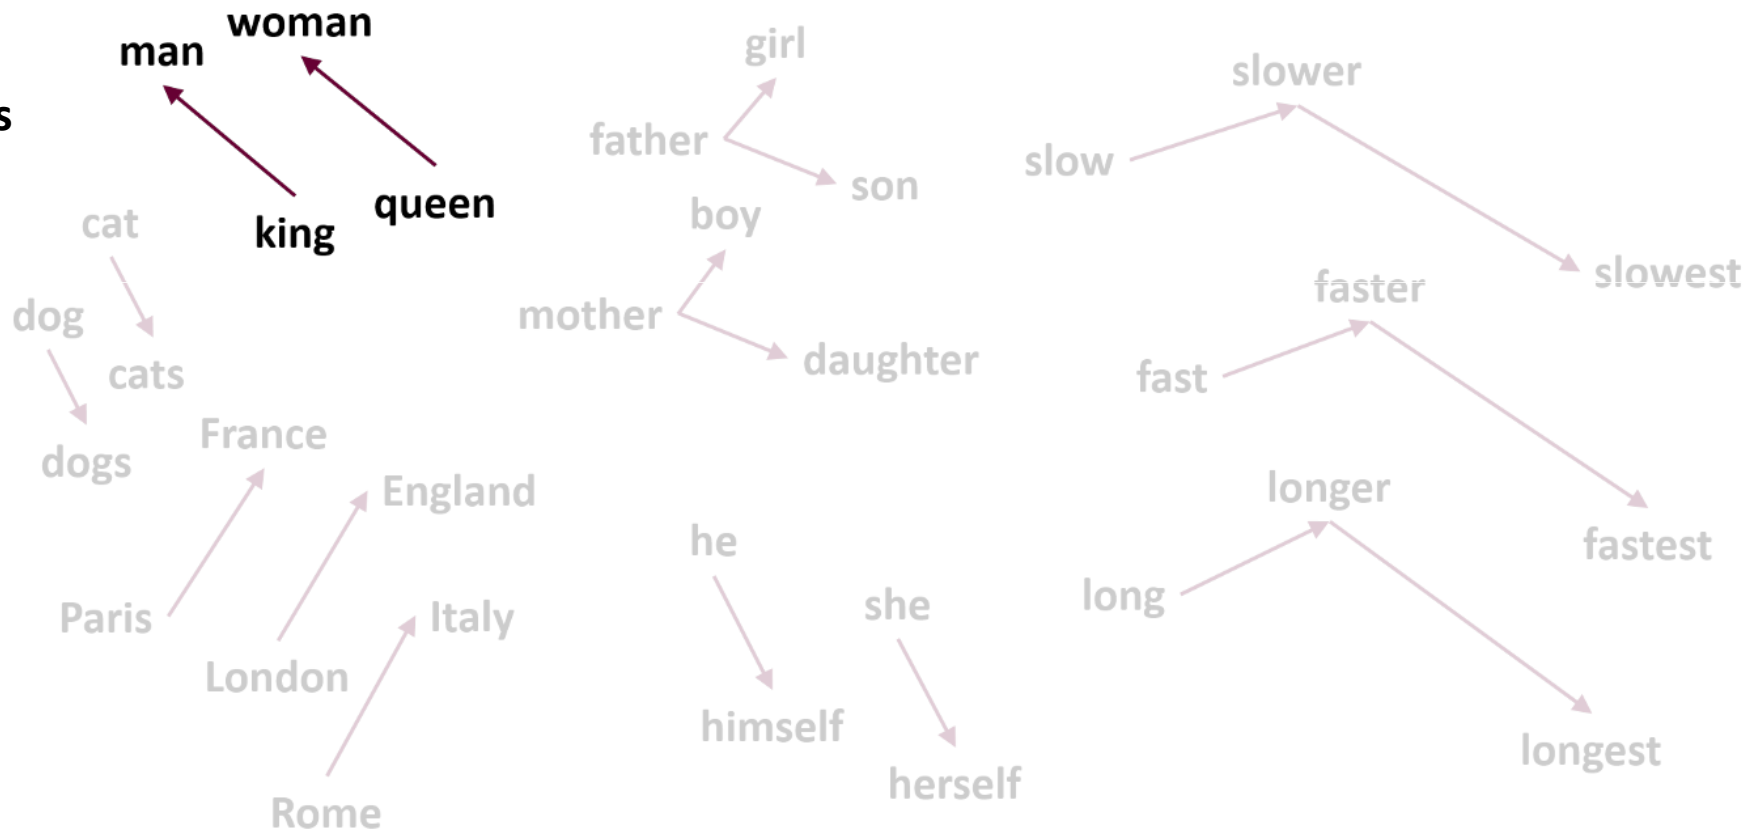 woman
man
girl
slower
s
father
slow
son
queen
boy
cat
king
slowest
faster
dog
mother
daughter
cats
fast
France
dogs
England
longer
he
fastest
long
she
Paris
Italy
London
himself
longest
herself
Rome